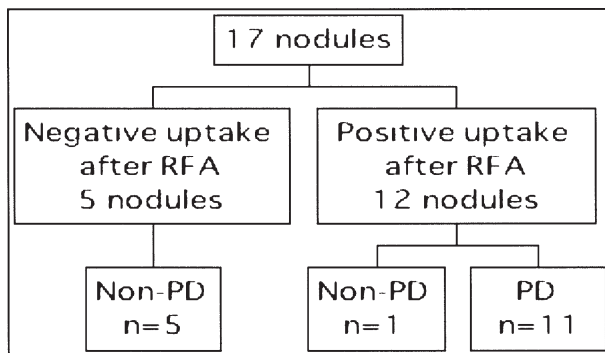 17 nodules
Negative uptake
after RFA
5 nodules
Positive uptake
after RFA
12 nodules
Non-PD
n=5
Non-PD
n=1
PD
n=11